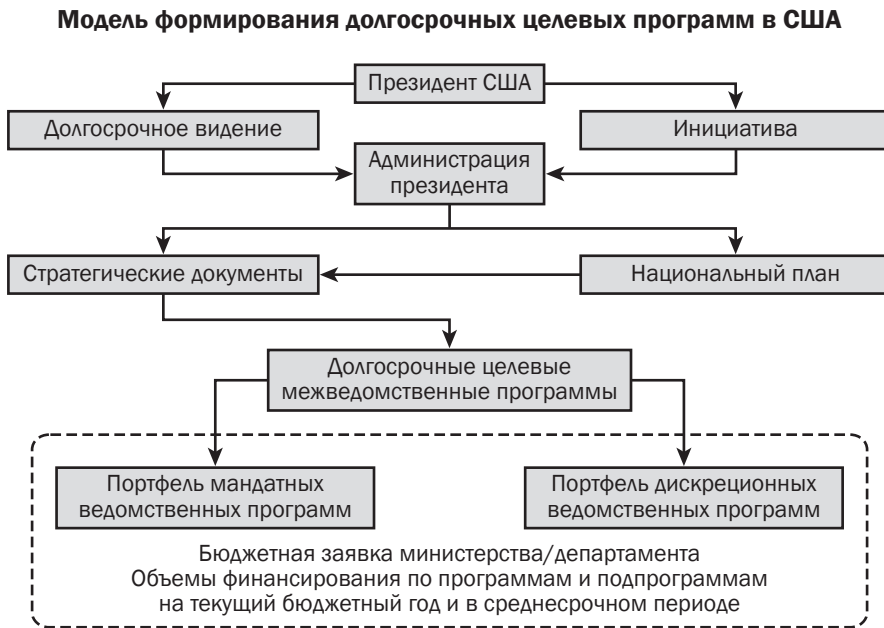 Модель формирования долгосрочных целевых программ в США
Президент США
Долгосрочное видение
Инициатива
Администрация
президента
Стратегические документы
Национальный план
Долгосрочные целевые
межведомственные программы
Портфель мандатных
ведомственных программ
Портфель дискреционных
ведомственных программ
Бюджетная заявка министерства/департамента
Объемы финансирования по программам и подпрограммам
на текущий бюджетный год и в среднесрочном периоде